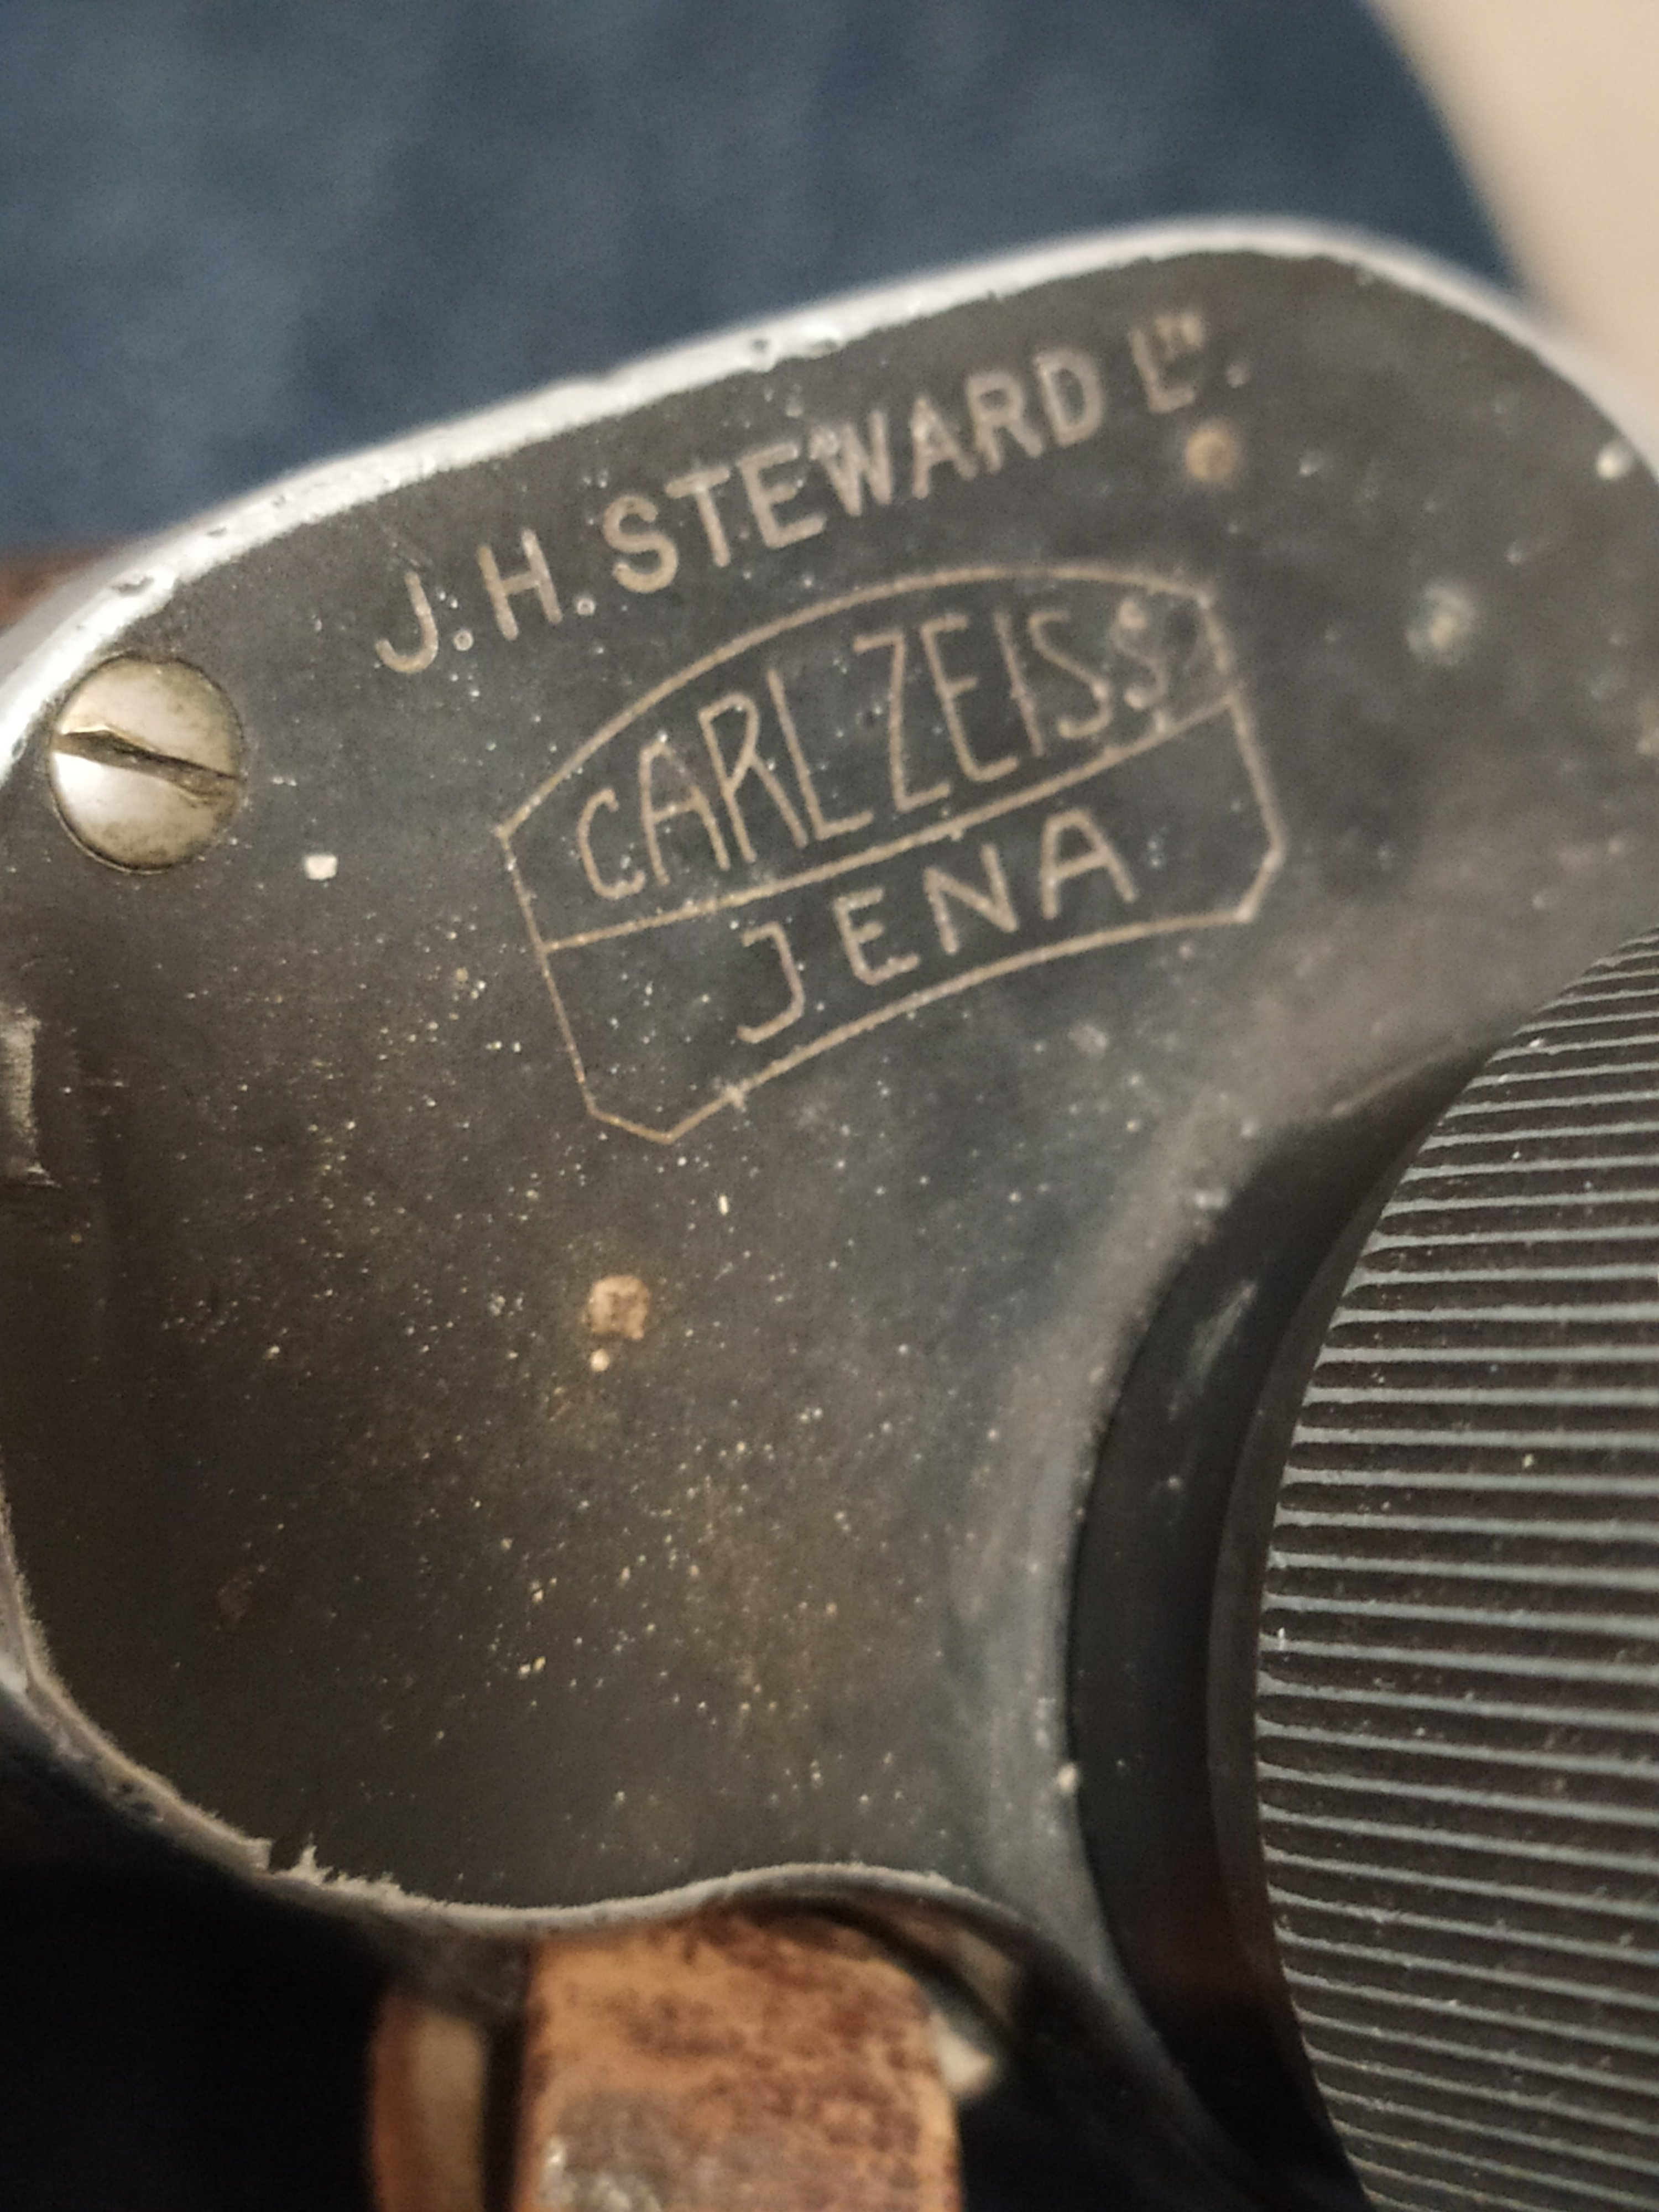 J.H. STEWARD LTD.
CARL ZEISS
JENA